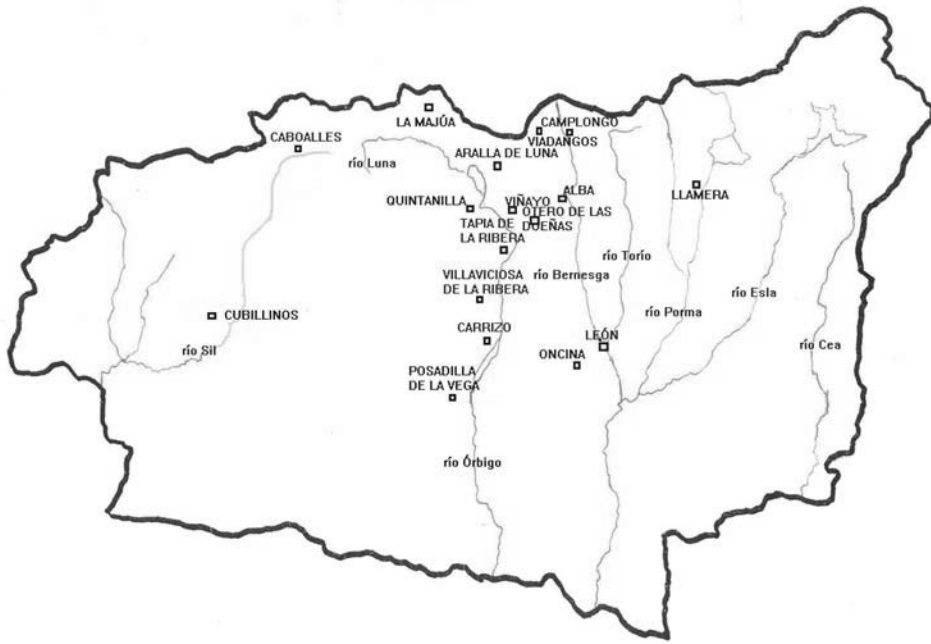 LA MAJÚA
CAMPLONGO
VIADANGOS
CABOALLES
río Luna
ARALLA DE LUNA
LLAMERA
ALBA
QUINTANILLA
VIÑAYO
OTERO DE LAS
DUEÑAS
TAPIA DE
LA RIBERA
río Torío
río Bernesga
VILLAVICIOSA
DE LA RIBERA
río Esla
río Porma
CUBILLINOS
CARRIZO
LEÓN
río Sil
río Cea
ONCINA
POSADILLA
DE LA VEGA
río Órbigo